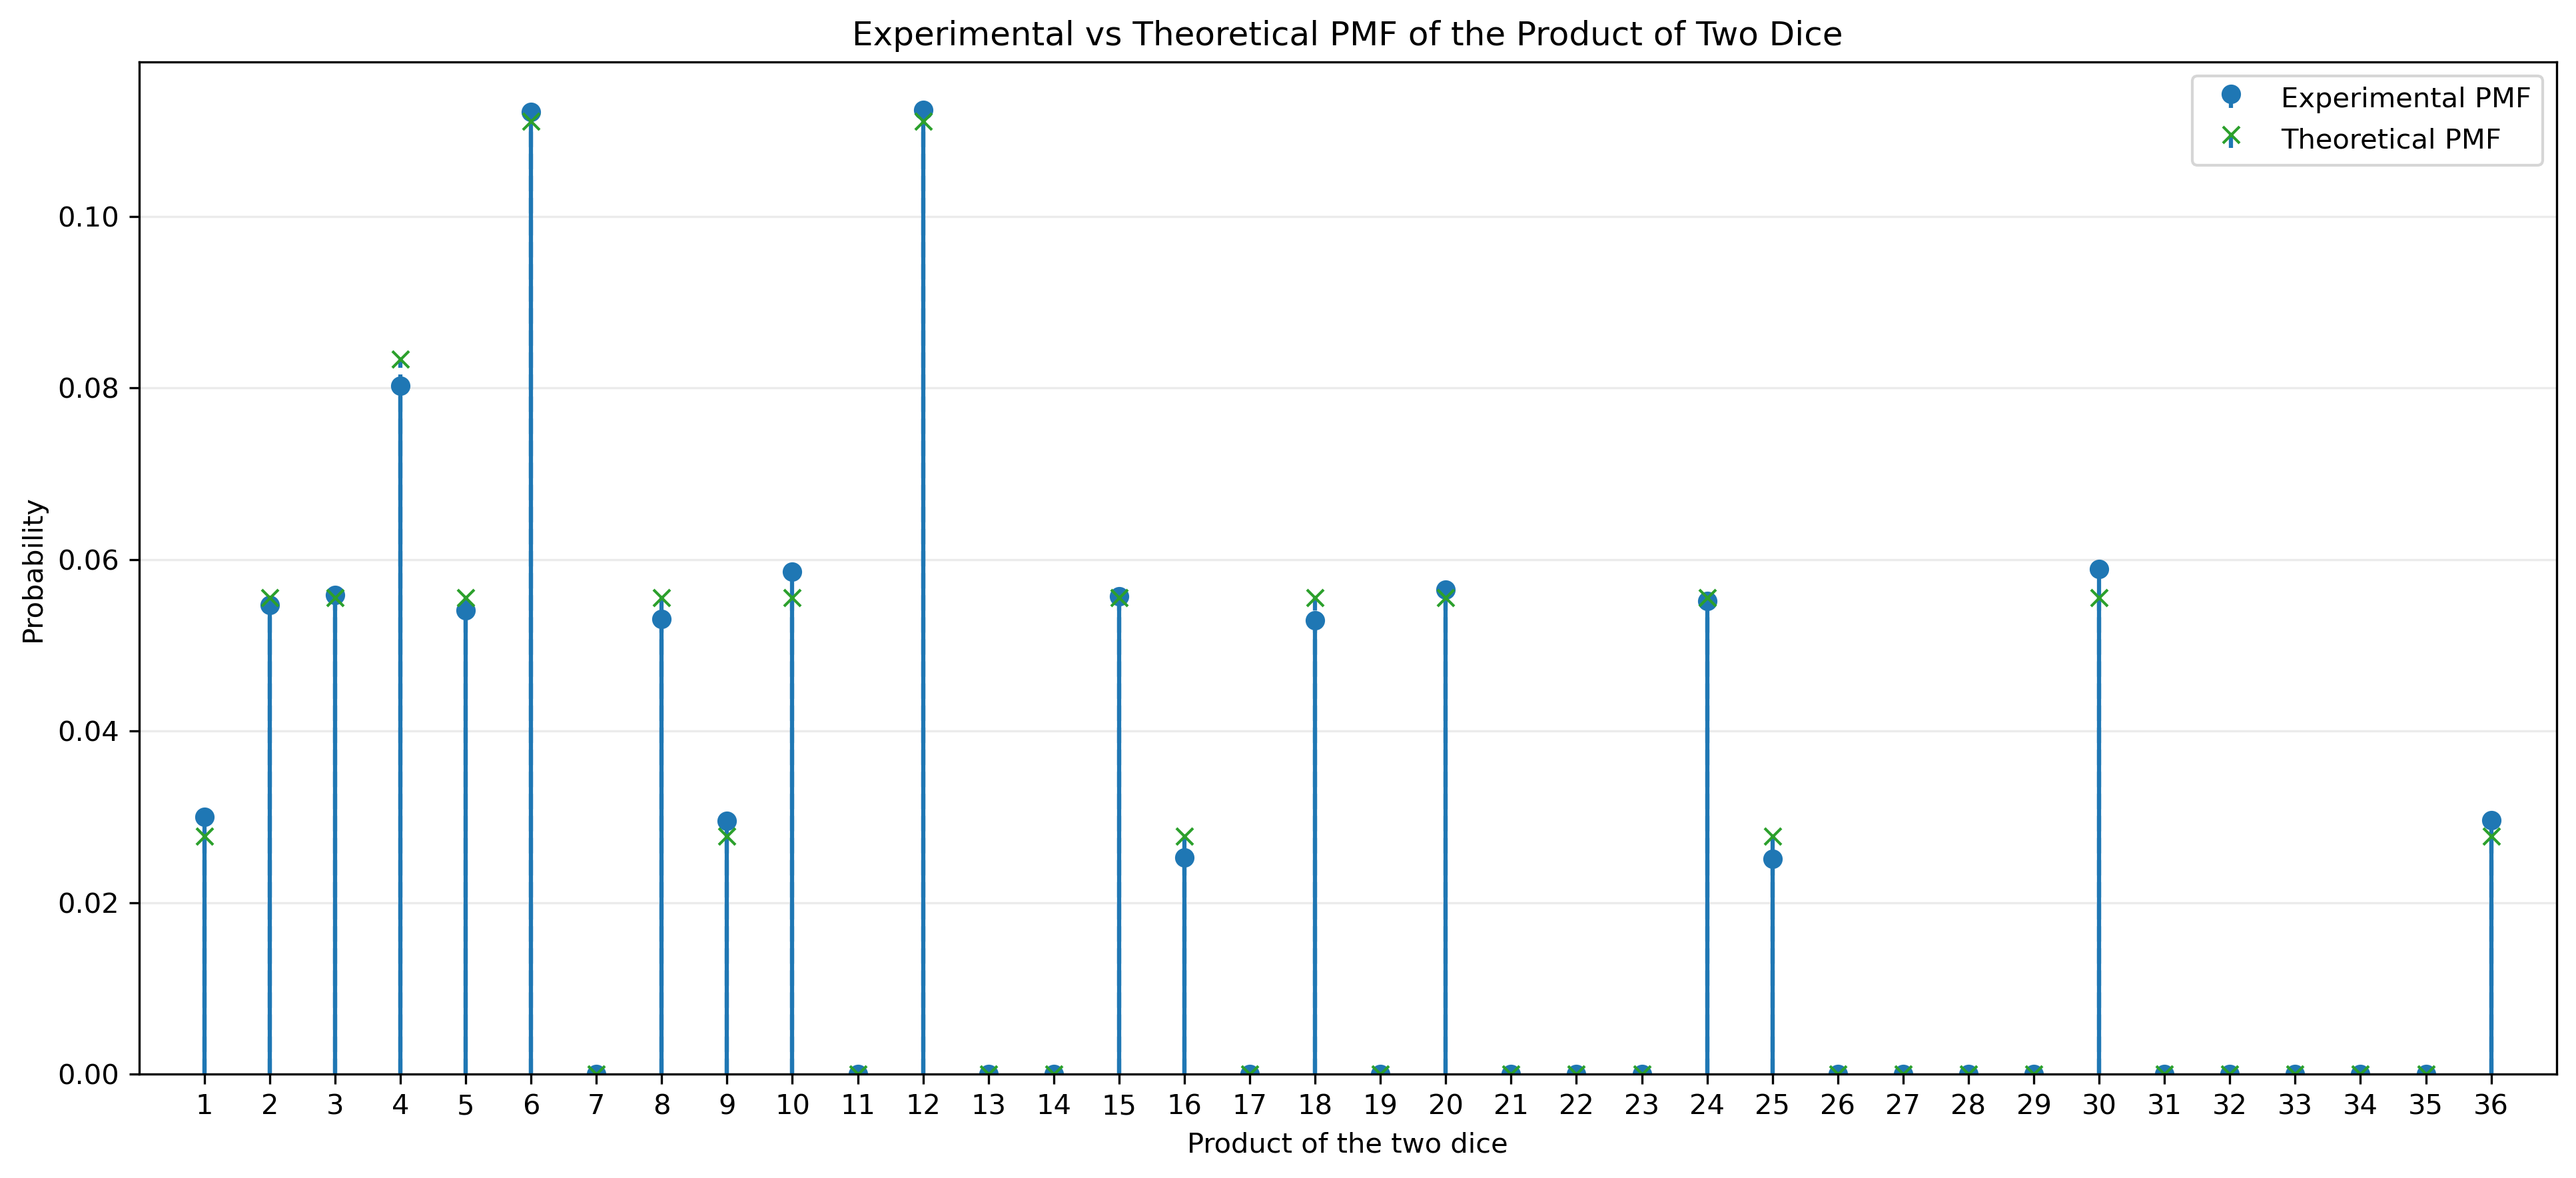 Experimental vs Theoretical PMF of the Product of Two Dice
Experimental PMF
Theoretical PMF
Probability
0.10
0.08
0.06
0.04
0.02
0.00
1 2 3 4 5 6 7 8 9 10 11 12 13 14 15 16 17 18 19 20 21 22 23 24 25 26 27 28 29 30 31 32 33 34 35 36
Product of the two dice